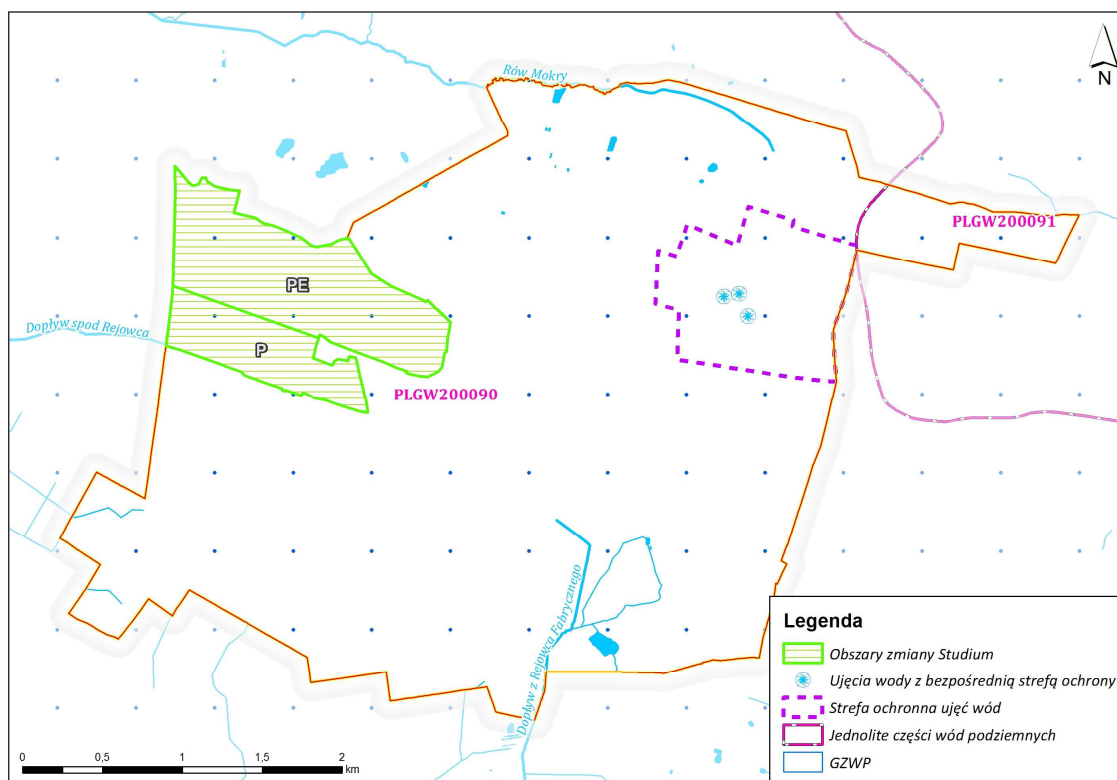 Rów Mokry
N
PLGW200091
PE
Dopływ spod Rejowca
P
PLGW200090
Dopływ z Rejowca Fabrycznego
Legenda
Obszary zmiany Studium
Ujęcia wody z bezpośrednią strefą ochrony
Strefa ochronna ujęć wód
Jednolite części wód podziemnych
GZWP
0 0,5 1 1,5 2
km